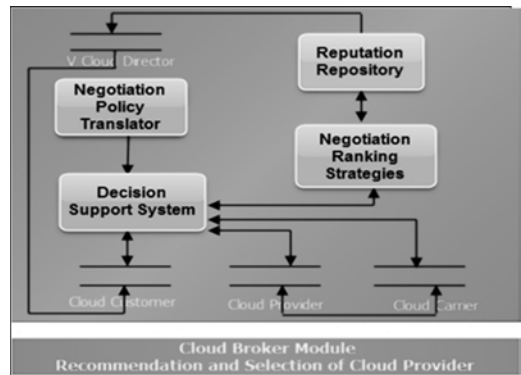 V Cloud Director
Reputation
Repository
Negotiation
Policy
Translator
Negotiation
Ranking
Strategies
Decision
Support System
Cloud Customer
Cloud Provider
Cloud Carrier
Cloud Broker Module
Recommendation and Selection of Cloud Provider